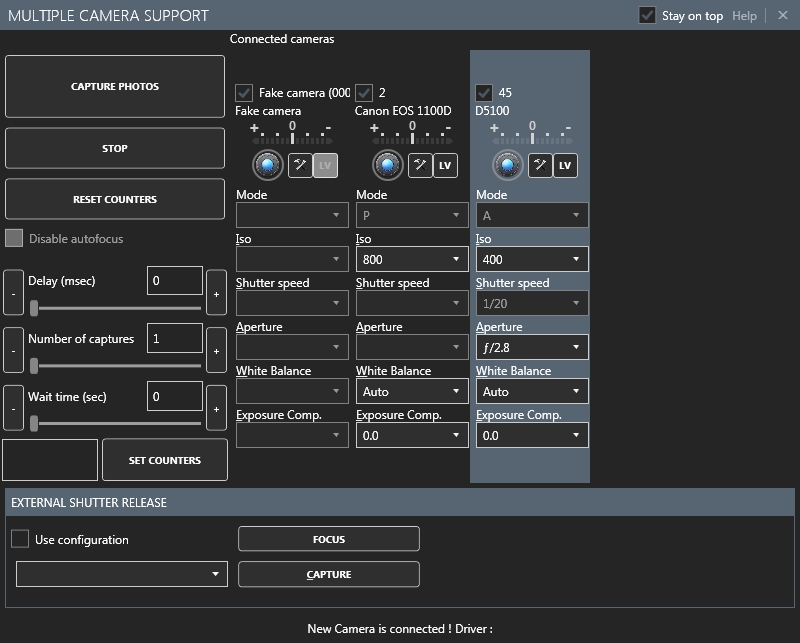 MULTIPLE CAMERA SUPPORT
Stay on top
Help
Connected cameras
CAPTURE PHOTOS
STOP
RESET COUNTERS
Disable autofocus
- Delay (msec) 0 +
- Number of captures 1 +
- Wait time (sec) 0 +
SET COUNTERS
Fake camera (000
Fake camera
+ 0 -
LV
Mode
Iso
Shutter speed
Aperture
White Balance
Exposure Comp.
2
Canon EOS 1100D
+ 0 -
LV
Mode
P
Iso
800
Shutter speed
Aperture
White Balance
Auto
Exposure Comp.
0.0
45
D5100
+ 0 -
LV
Mode
A
Iso
400
Shutter speed
1/20
Aperture
ƒ/2.8
White Balance
Auto
Exposure Comp.
0.0
EXTERNAL SHUTTER RELEASE
Use configuration
FOCUS
CAPTURE
New Camera is connected ! Driver :